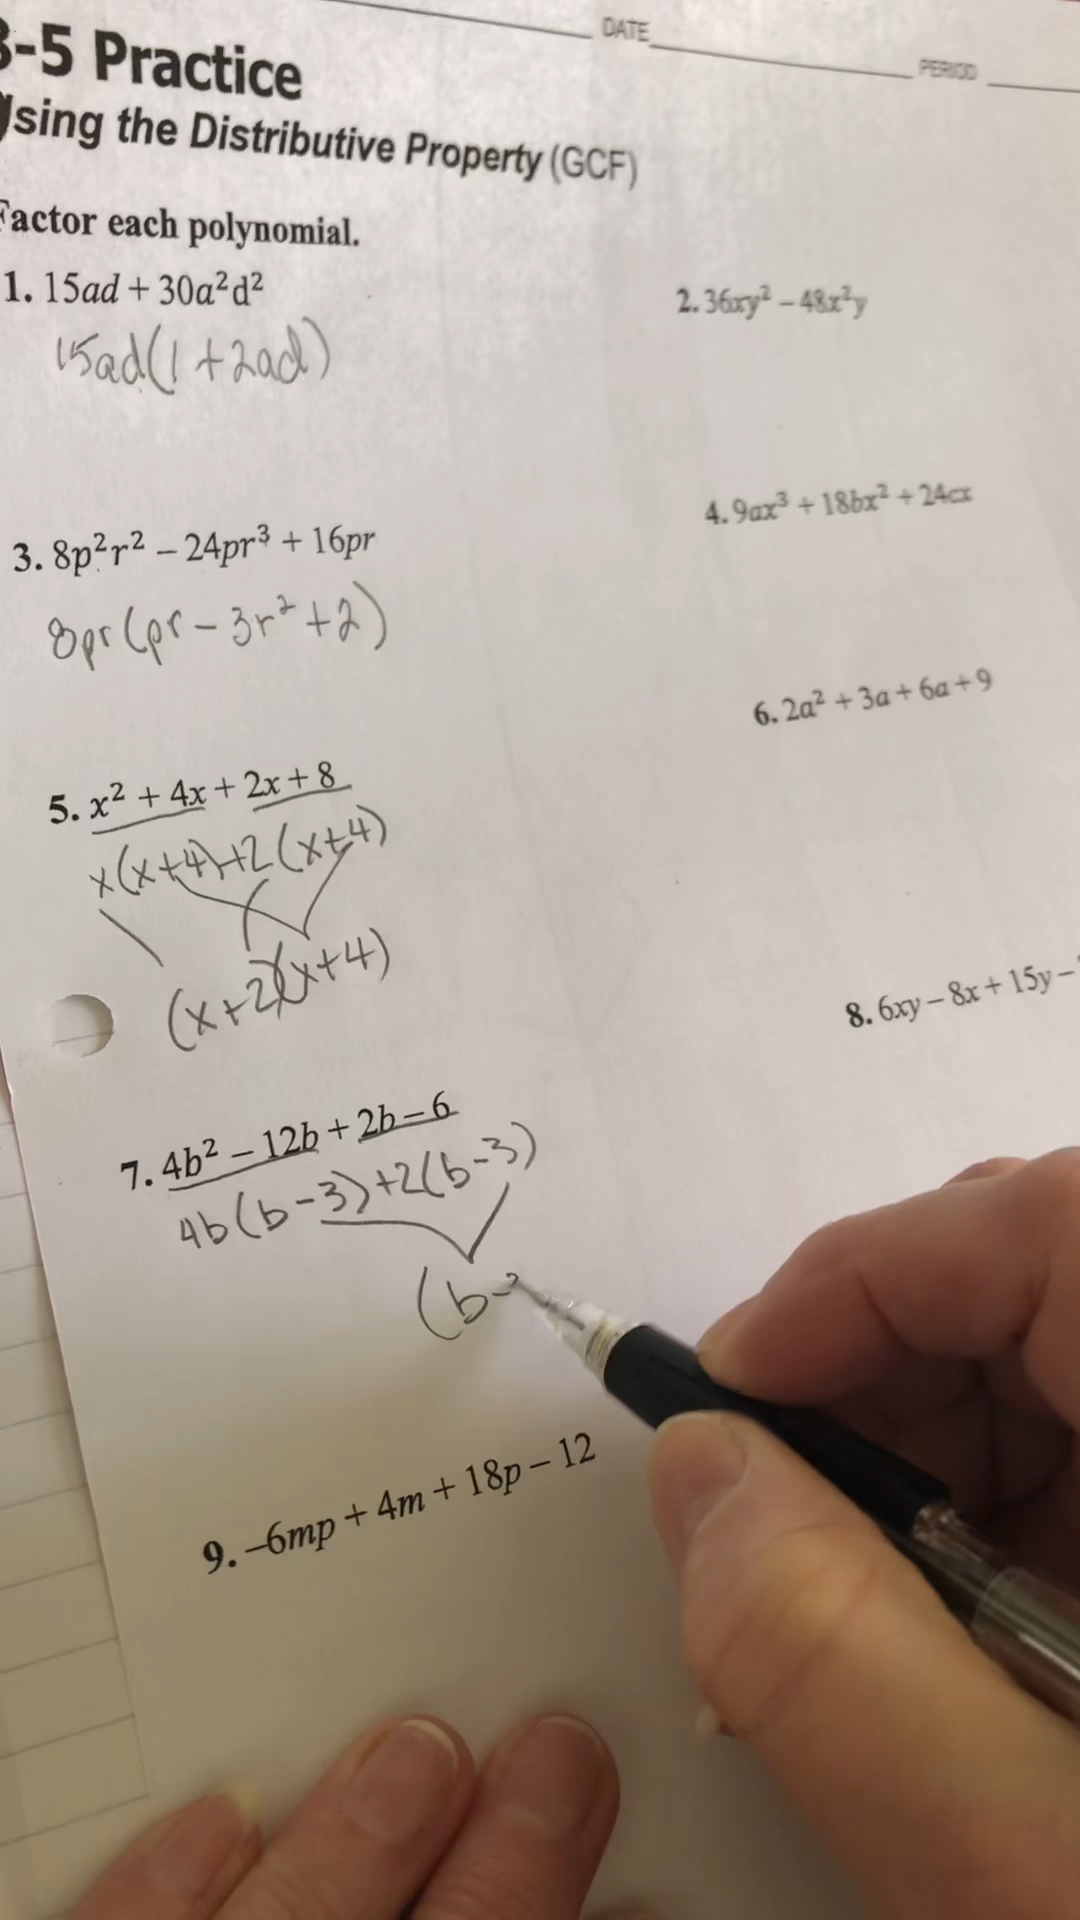 DATE PERIOD
3-5 Practice
Using the Distributive Property (GCF)
Factor each polynomial.
1. 15ad + 30a²d²
15ad(1 + 2ad)
2. 36xy² – 48x²y
3. 8p²r² – 24pr³ + 16pr
8pr(pr – 3r² + 2)
4. 9ax³ + 18bx² + 24cx
5. x² + 4x + 2x + 8
x(x+4)+2(x+4)
(x+2)(x+4)
6. 2a² + 3a + 6a + 9
7. 4b² – 12b + 2b – 6
4b(b-3)+2(b-3)
(b-
8. 6xy – 8x + 15y –
9. –6mp + 4m + 18p – 12